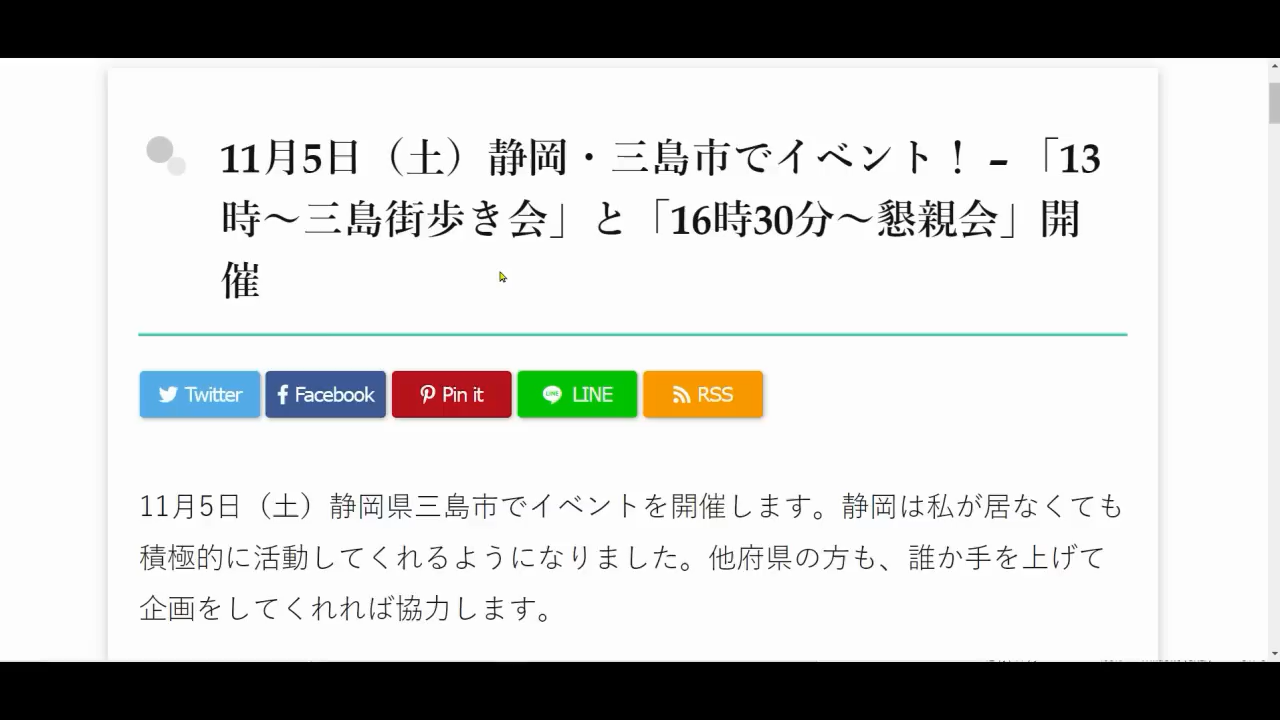 11月5日（土）静岡・三島市でイベント！ – 「13
時～三島街歩き会」と「16時30分～懇親会」開
催
Twitter Facebook Pin it LINE RSS
11月5日（土）静岡県三島市でイベントを開催します。静岡は私が居なくても
積極的に活動してくれるようになりました。他府県の方も、誰か手を上げて
企画をしてくれれば協力します。